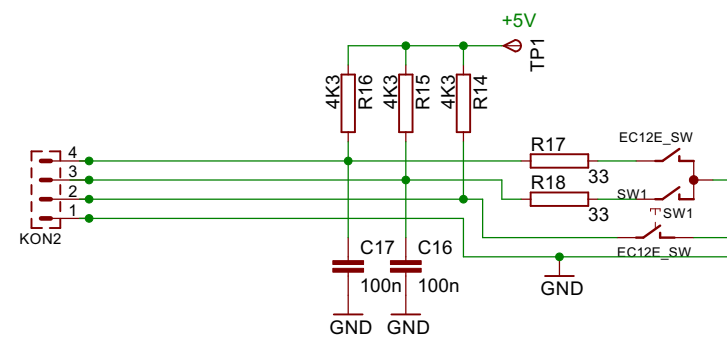 +5V
TP1
4K3
R16
4K3
R15
4K3
R14
R17
EC12E_SW
4
3
2
1
33
R18
SW1
33
SW1
KON2
EC12E_SW
C17
C16
100n
100n
GND
GND
GND